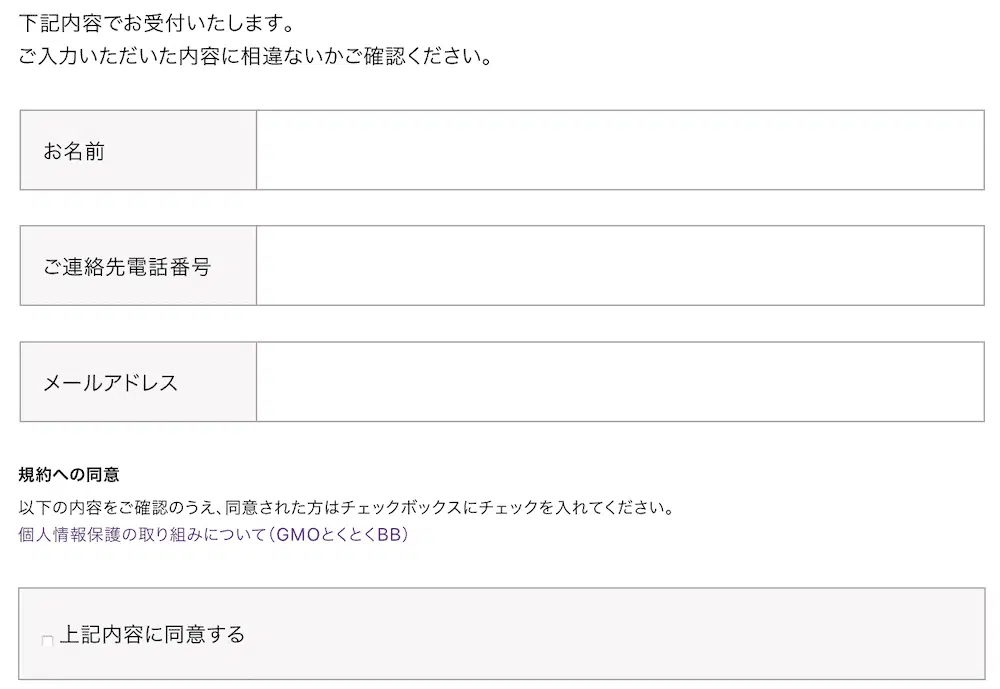 下記内容でお受付いたします。
ご入力いただいた内容に相違ないかご確認ください。
お名前
ご連絡先電話番号
メールアドレス
規約への同意
以下の内容をご確認のうえ、同意された方はチェックボックスにチェックを入れてください。
個人情報保護の取り組みについて（GMOとくとくBB）
上記内容に同意する